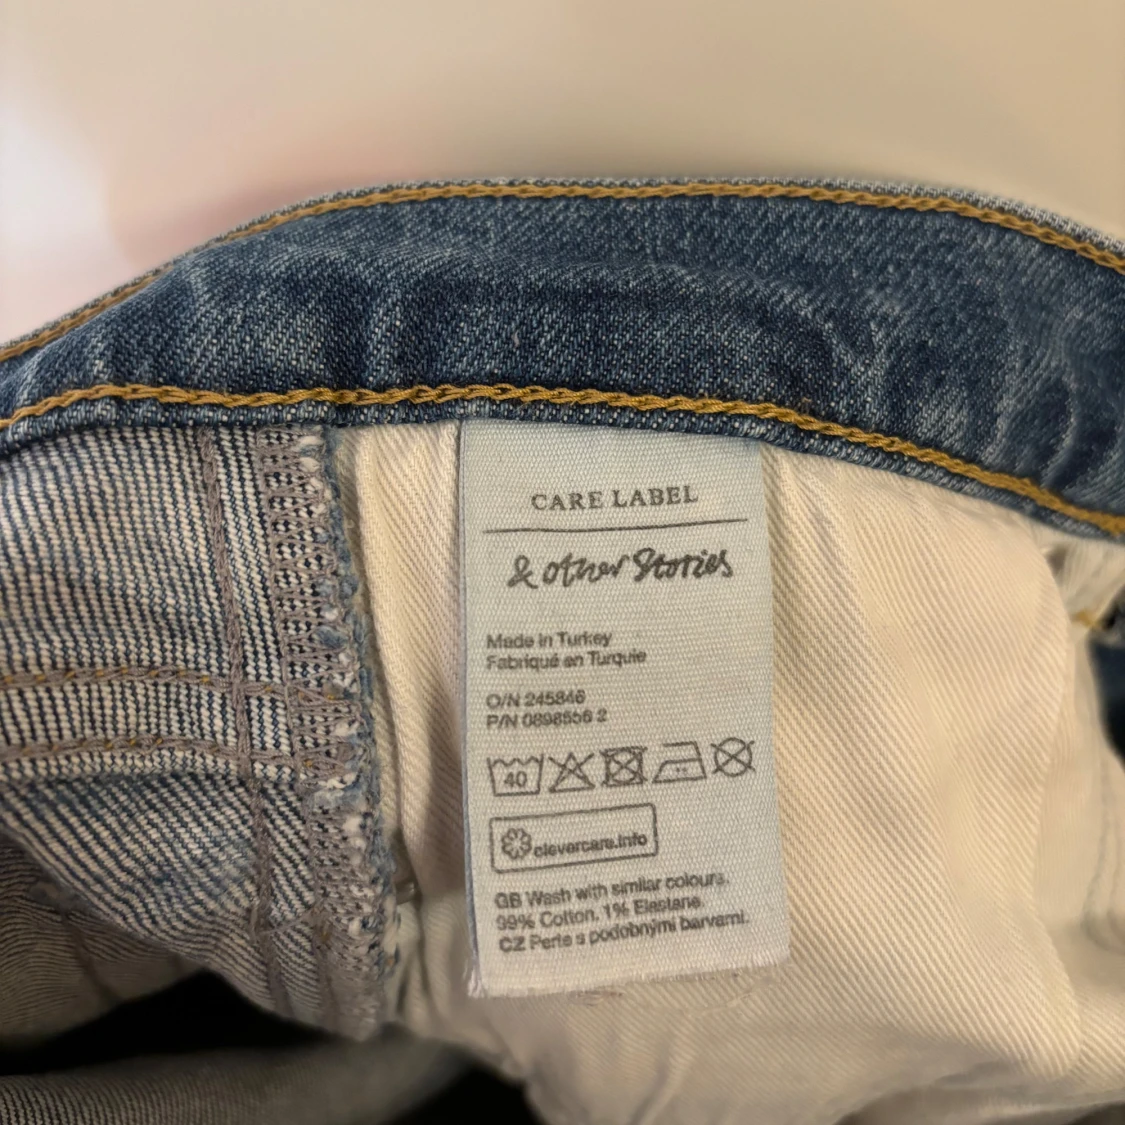 CARE LABEL
& other Stories
Made in Turkey
Fabriqué en Turquie
O/N 245846
P/N 0898556 2
40
clevercare.info
GB Wash with similar colours.
99% Cotton. 1% Elastane.
CZ Perte s podobnými barvami.